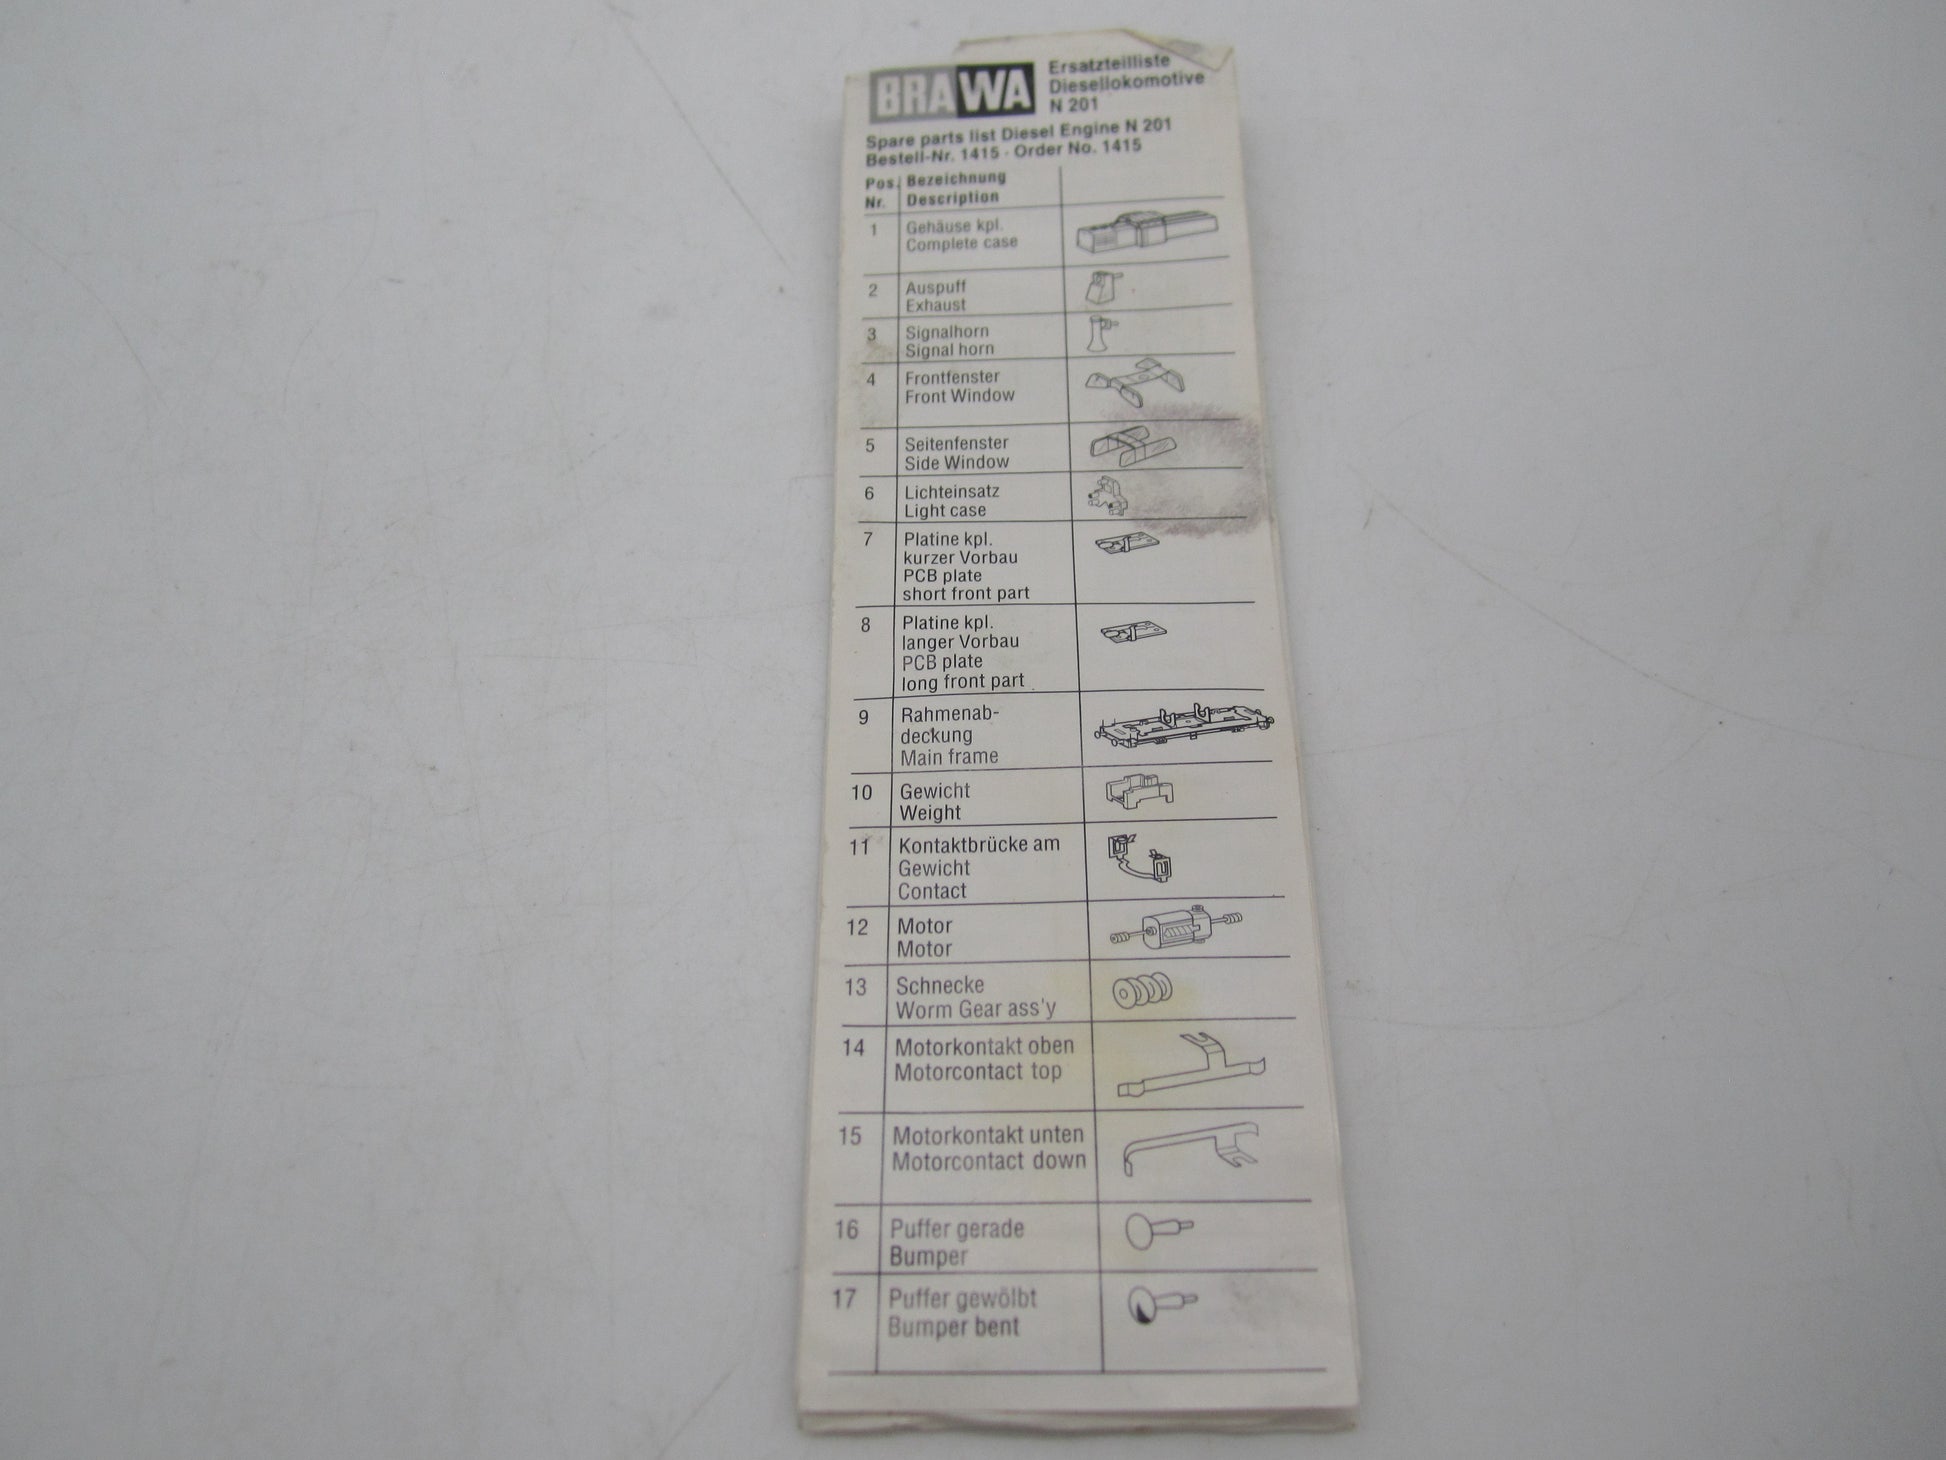 BRAWA
Ersatzteilliste
Diesellokomotive
N 201
Spare parts list Diesel Engine N 201
Bestell-Nr. 1415 · Order No. 1415
Pos. Bezeichnung
Nr. Description
1 Gehäuse kpl.
Complete case
2 Auspuff
Exhaust
3 Signalhorn
Signal horn
4 Frontfenster
Front Window
5 Seitenfenster
Side Window
6 Lichteinsatz
Light case
7 Platine kpl.
kurzer Vorbau
PCB plate
short front part
8 Platine kpl.
langer Vorbau
PCB plate
long front part
9 Rahmenab-
deckung
Main frame
10 Gewicht
Weight
11 Kontaktbrücke am
Gewicht
Contact
12 Motor
Motor
13 Schnecke
Worm Gear ass'y
14 Motorkontakt oben
Motorcontact top
15 Motorkontakt unten
Motorcontact down
16 Puffer gerade
Bumper
17 Puffer gewölbt
Bumper bent